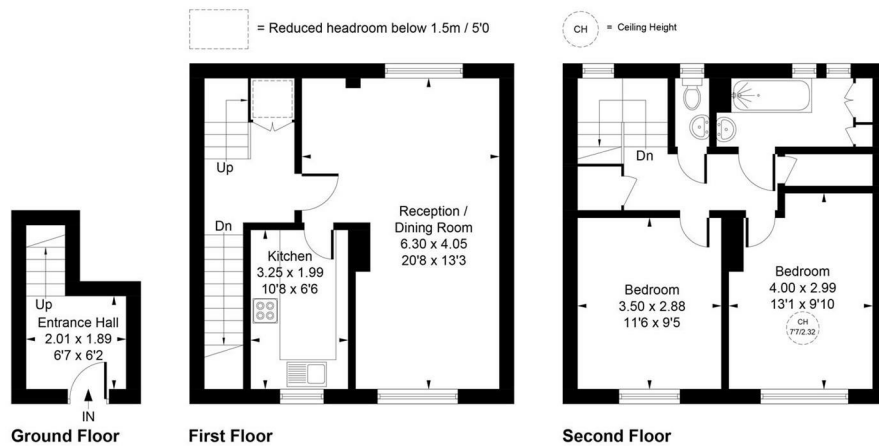 = Reduced headroom below 1.5m / 5'0
CH = Ceiling Height
Up
Entrance Hall
2.01 x 1.89
6'7 x 6'2
IN
Ground Floor
Up
Dn
Kitchen
3.25 x 1.99
10'8 x 6'6
Reception /
Dining Room
6.30 x 4.05
20'8 x 13'3
First Floor
Dn
Bedroom
3.50 x 2.88
11'6 x 9'5
Bedroom
4.00 x 2.99
13'1 x 9'10
CH
7'7/2.32
Second Floor